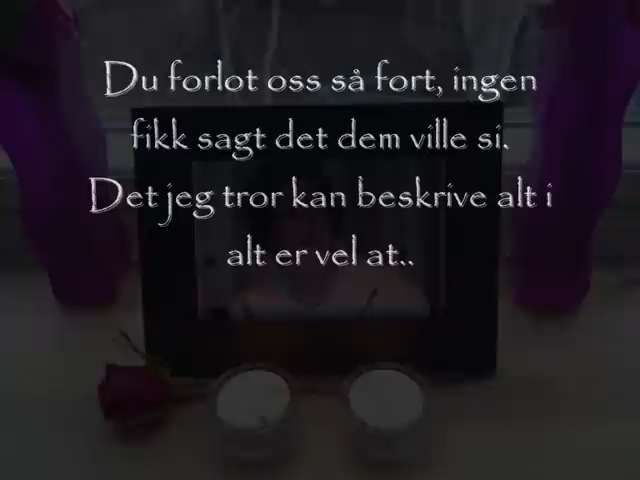 Du forlot oss så fort, ingen
fikk sagt det dem ville si.
Det jeg tror kan beskrive alt i
alt er vel at..